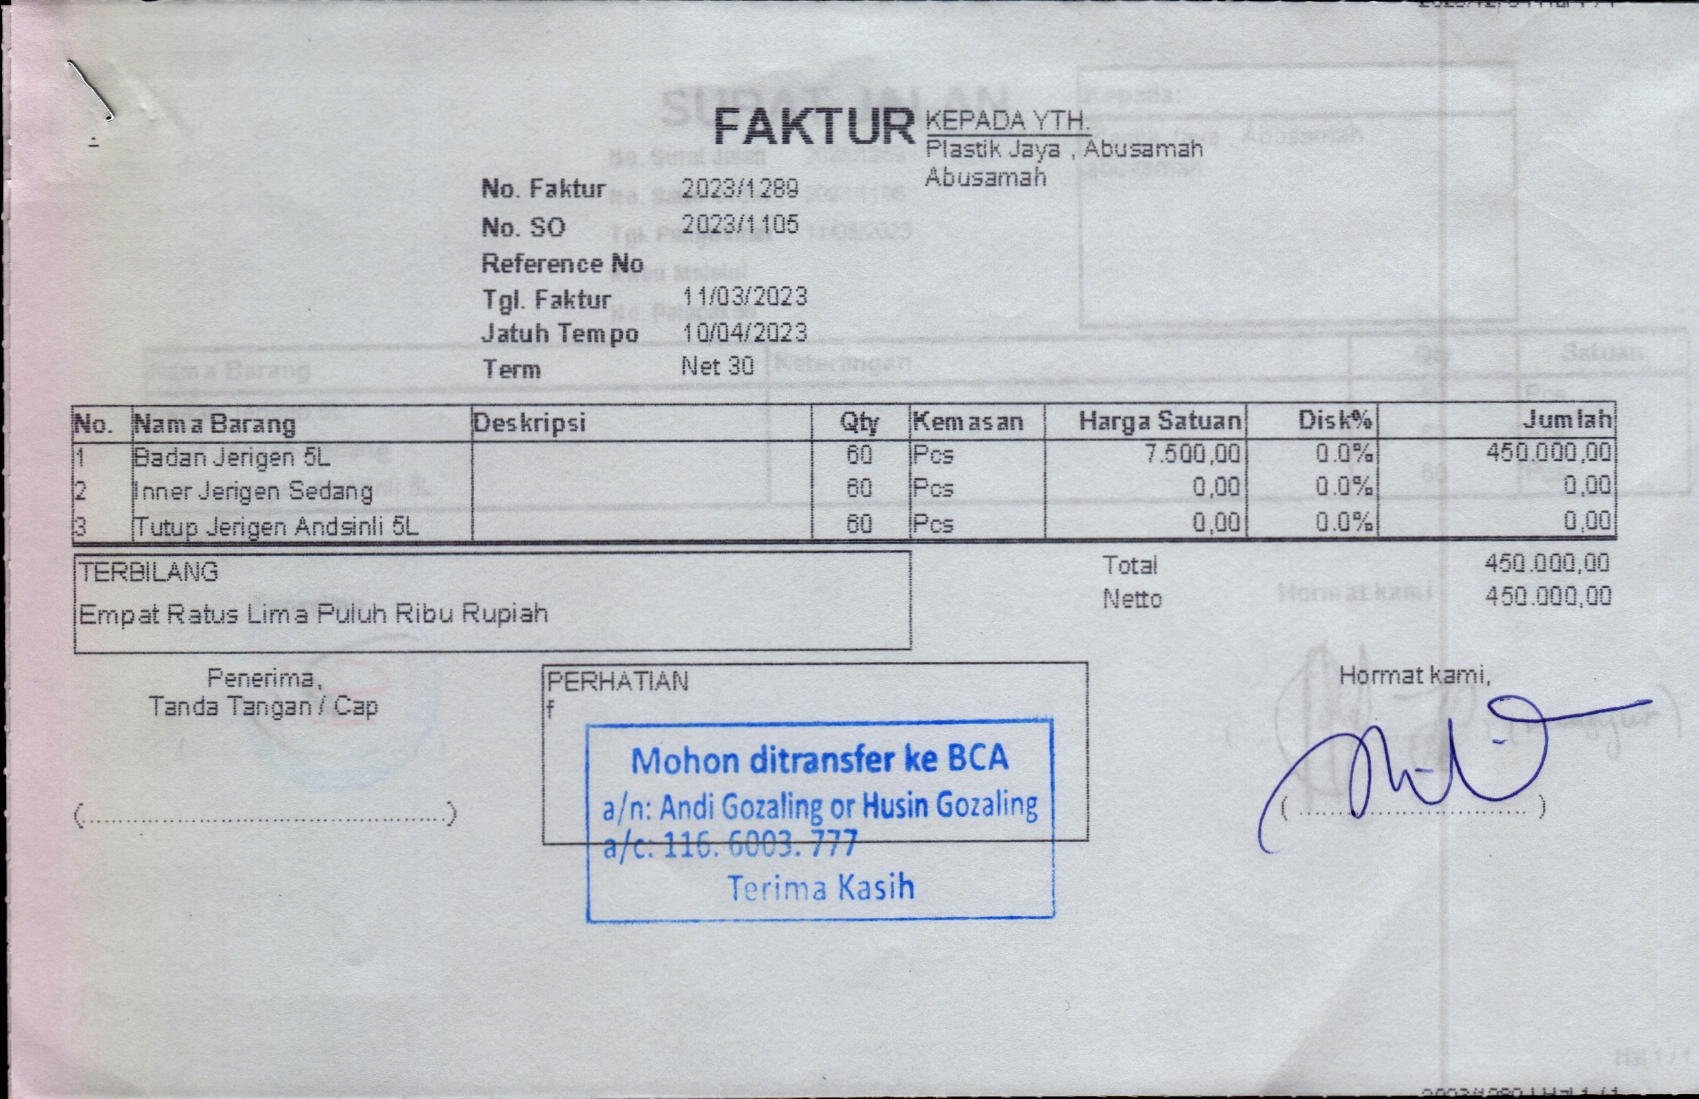 FAKTUR
KEPADA YTH.
Plastik Jaya , Abusamah
Abusamah
No. Faktur 2023/1289
No. SO 2023/1105
Reference No
Tgl. Faktur 11/03/2023
Jatuh Tempo 10/04/2023
Term Net 30
No. Nama Barang Deskripsi Qty Kemasan Harga Satuan Disk% Jumlah
1 Badan Jerigen 5L 60 Pcs 7.500,00 0.0% 450.000,00
2 Inner Jerigen Sedang 60 Pcs 0,00 0.0% 0,00
3 Tutup Jerigen Andsinli 5L 60 Pcs 0,00 0.0% 0,00
TERBILANG
Empat Ratus Lima Puluh Ribu Rupiah
Total 450.000,00
Netto 450.000,00
Penerima,
Tanda Tangan / Cap
(................................................)
PERHATIAN
f
Mohon ditransfer ke BCA
a/n: Andi Gozaling or Husin Gozaling
a/c: 116. 6003. 777
Terima Kasih
Hormat kami,
(..............................)